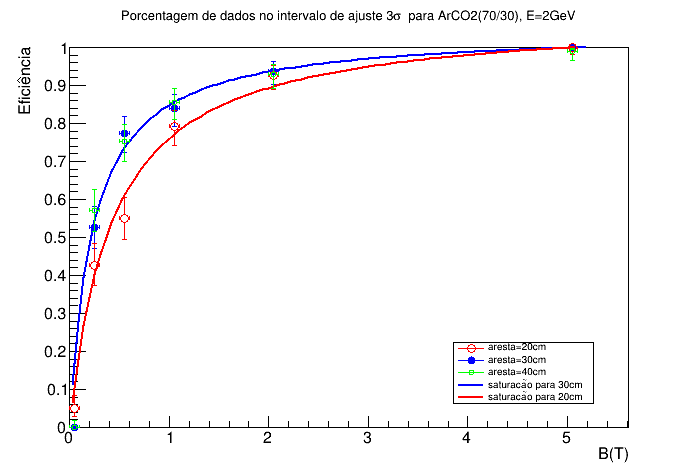 Porcentagem de dados no intervalo de ajuste 3σ para ArCO2(70/30), E=2GeV
Eficiência
1
0.9
0.8
0.7
0.6
0.5
0.4
0.3
0.2
0.1
0
0 1 2 3 4 5
B(T)
aresta=20cm
aresta=30cm
aresta=40cm
saturacão para 30cm
saturacão para 20cm